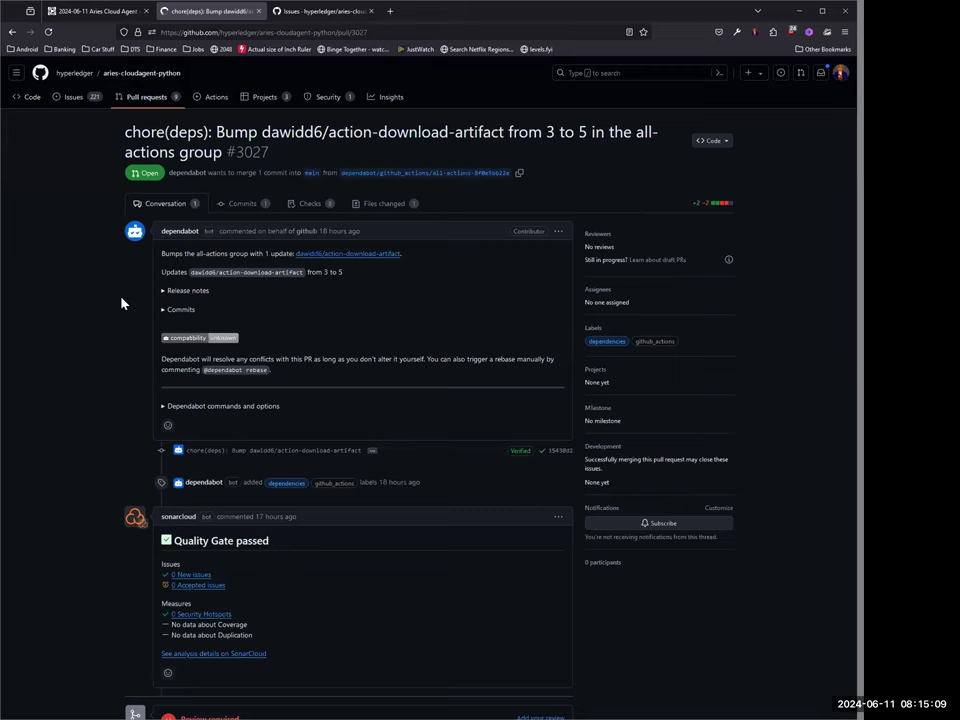 2024-06-11 Aries Cloud Agent
chore(deps): Bump dawidd6/act
Issues - hyperledger/aries-clou
https://github.com/hyperledger/aries-cloudagent-python/pull/3027
24
Android Banking Car Stuff DTS Finance Jobs 2048 Actual size of Inch Ruler Binge Together - watc... JustWatch Search Netflix Regions... levels.fyi Other Bookmarks
hyperledger / aries-cloudagent-python
Type / to search
Code Issues 221 Pull requests 9 Actions Projects 3 Security 1 Insights
chore(deps): Bump dawidd6/action-download-artifact from 3 to 5 in the all-
actions group #3027
Code
Open dependabot wants to merge 1 commit into main from dependabot/github_actions/all-actions-8f0e5bb22e
Conversation 1 Commits 1 Checks 8 Files changed 1
+2 −2
dependabot bot commented on behalf of github 18 hours ago Contributor
Bumps the all-actions group with 1 update: dawidd6/action-download-artifact.
Updates dawidd6/action-download-artifact from 3 to 5
Release notes
Commits
compatibility unknown
Dependabot will resolve any conflicts with this PR as long as you don't alter it yourself. You can also trigger a rebase manually by
commenting @dependabot rebase.
Dependabot commands and options
chore(deps): Bump dawidd6/action-download-artifact ... Verified
dependabot bot added dependencies github_actions labels 18 hours ago
sonarcloud bot commented 17 hours ago
Quality Gate passed
Issues
0 New issues
0 Accepted issues
Measures
0 Security Hotspots
No data about Coverage
No data about Duplication
See analysis details on SonarCloud
Review required
Add your review
Reviewers
No reviews
Still in progress? Learn about draft PRs
Assignees
No one assigned
Labels
dependencies github_actions
Projects
None yet
Milestone
No milestone
Development
Successfully merging this pull request may close these
issues.
None yet
Notifications Customize
Subscribe
You're not receiving notifications from this thread.
0 participants
2024-06-11 08:15:09